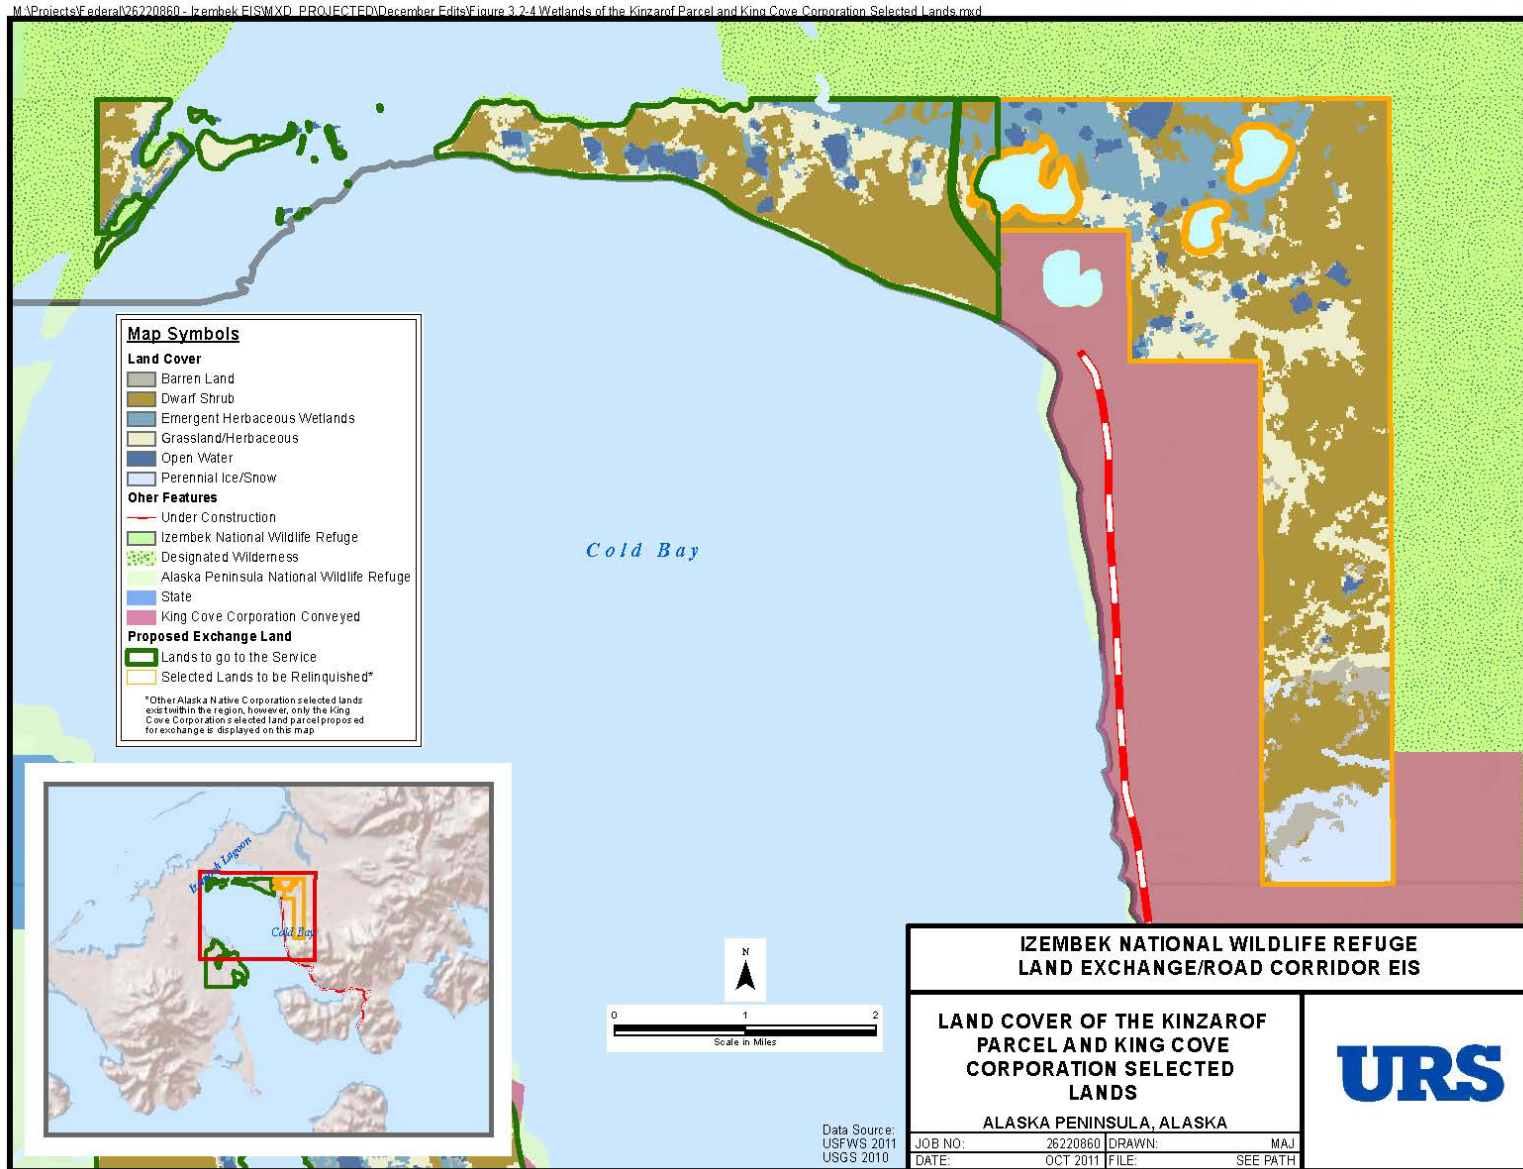 M:\Projects\Federal\26220860 - Izembek EIS\MXD_PROJECTED\December Edits\Figure 3.2-4 Wetlands of the Kinzarof Parcel and King Cove Corporation Selected Lands.mxd
Map Symbols
Land Cover
Barren Land
Dwarf Shrub
Emergent Herbaceous Wetlands
Grassland/Herbaceous
Open Water
Perennial Ice/Snow
Oher Features
Under Construction
Izembek National Wildlife Refuge
Designated Wilderness
Alaska Peninsula National Wildlife Refuge
State
King Cove Corporation Conveyed
Proposed Exchange Land
Lands to go to the Service
Selected Lands to be Relinquished*
*Other Alaska Native Corporation selected lands
exist within the region, however, only the King
Cove Corporation selected land parcel proposed
for exchange is displayed on this map
Cold Bay
Izembek Lagoon
Cold Bay
N
0 1 2
Scale in Miles
Data Source:
USFWS 2011
USGS 2010
IZEMBEK NATIONAL WILDLIFE REFUGE
LAND EXCHANGE/ROAD CORRIDOR EIS
LAND COVER OF THE KINZAROF
PARCEL AND KING COVE
CORPORATION SELECTED
LANDS
ALASKA PENINSULA, ALASKA
JOB NO: 26220860 DRAWN: MAJ
DATE: OCT 2011 FILE: SEE PATH
URS